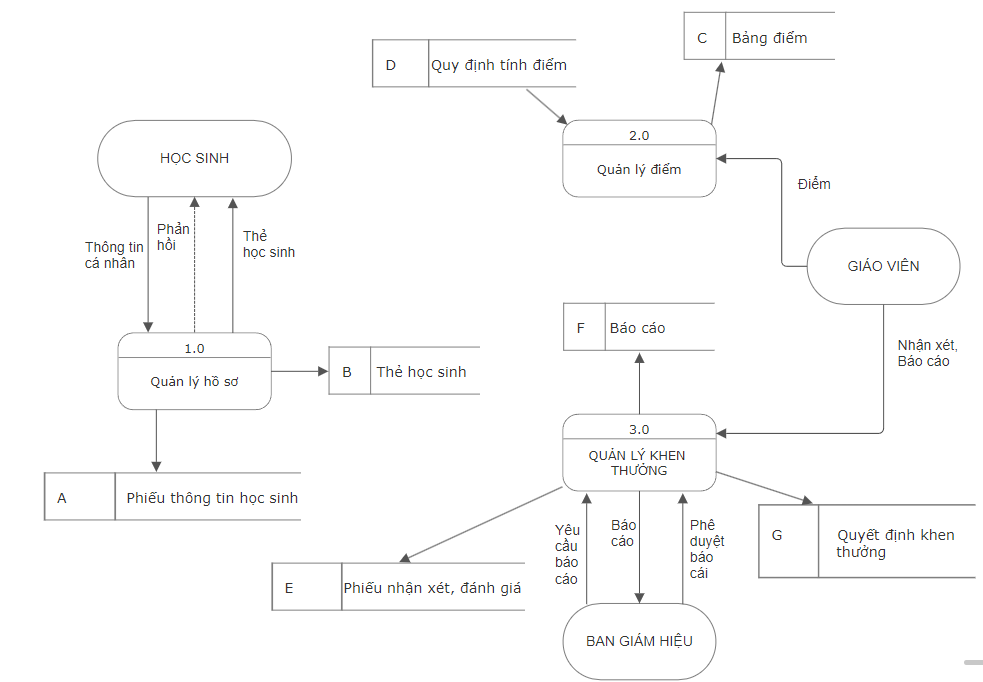 D
Quy định tính điểm
C
Bảng điểm
HỌC SINH
2.0
Quản lý điểm
Điểm
Thông tin
cá nhân
Phản
hồi
Thẻ
học sinh
GIÁO VIÊN
1.0
Quản lý hồ sơ
B
Thẻ học sinh
F
Báo cáo
Nhận xét,
Báo cáo
3.0
QUẢN LÝ KHEN
THƯỞNG
A
Phiếu thông tin học sinh
Yêu
cầu
báo
cáo
Báo
cáo
Phê
duyệt
báo
cái
G
Quyết định khen
thưởng
E
Phiếu nhận xét, đánh giá
BAN GIÁM HIỆU